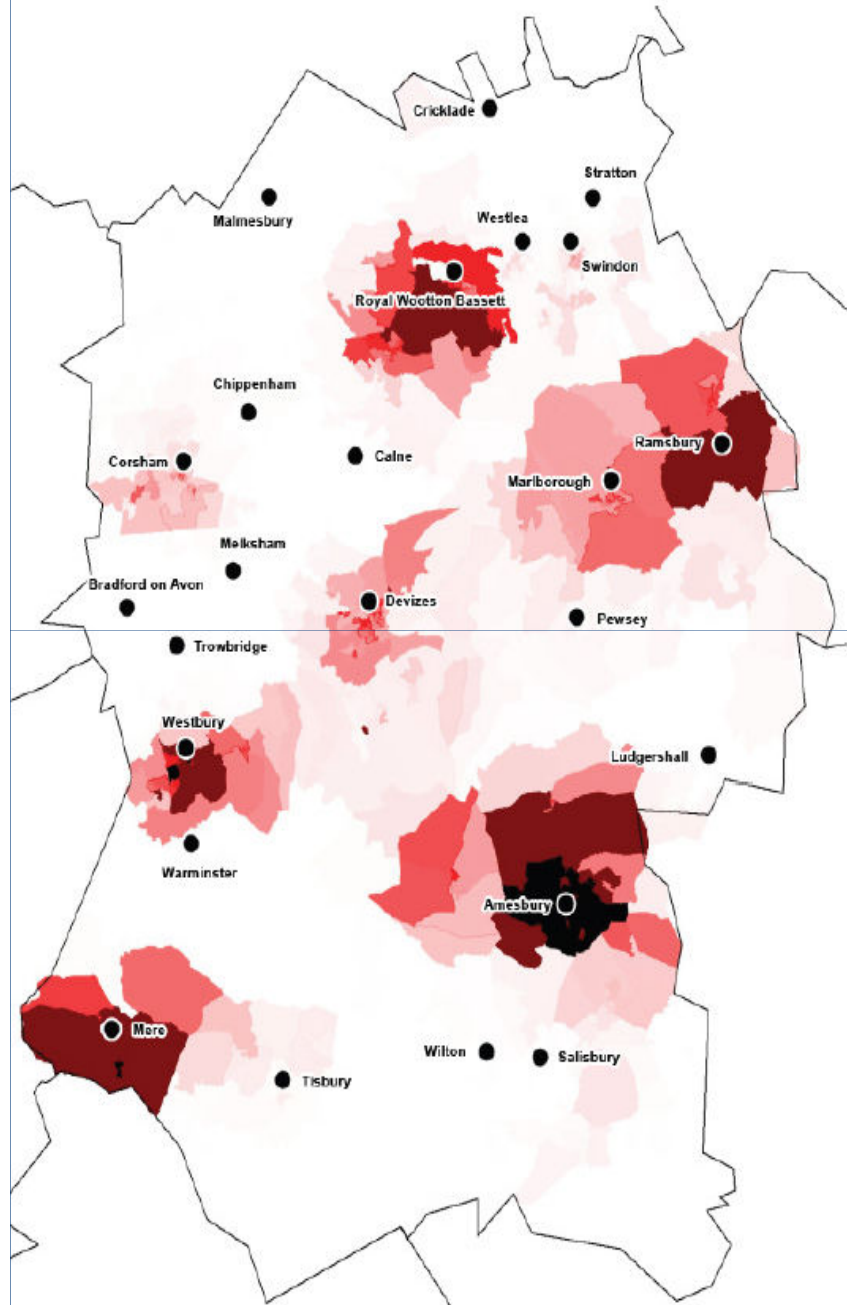 Cricklade
Stratton
Malmesbury
Westlea
Swindon
Royal Wootton Bassett
Chippenham
Ramsbury
Corsham
Calne
Marlborough
Melksham
Bradford on Avon
Devizes
Pewsey
Trowbridge
Westbury
Ludgershall
Warminster
Amesbury
Mere
Wilton
Salisbury
Tisbury